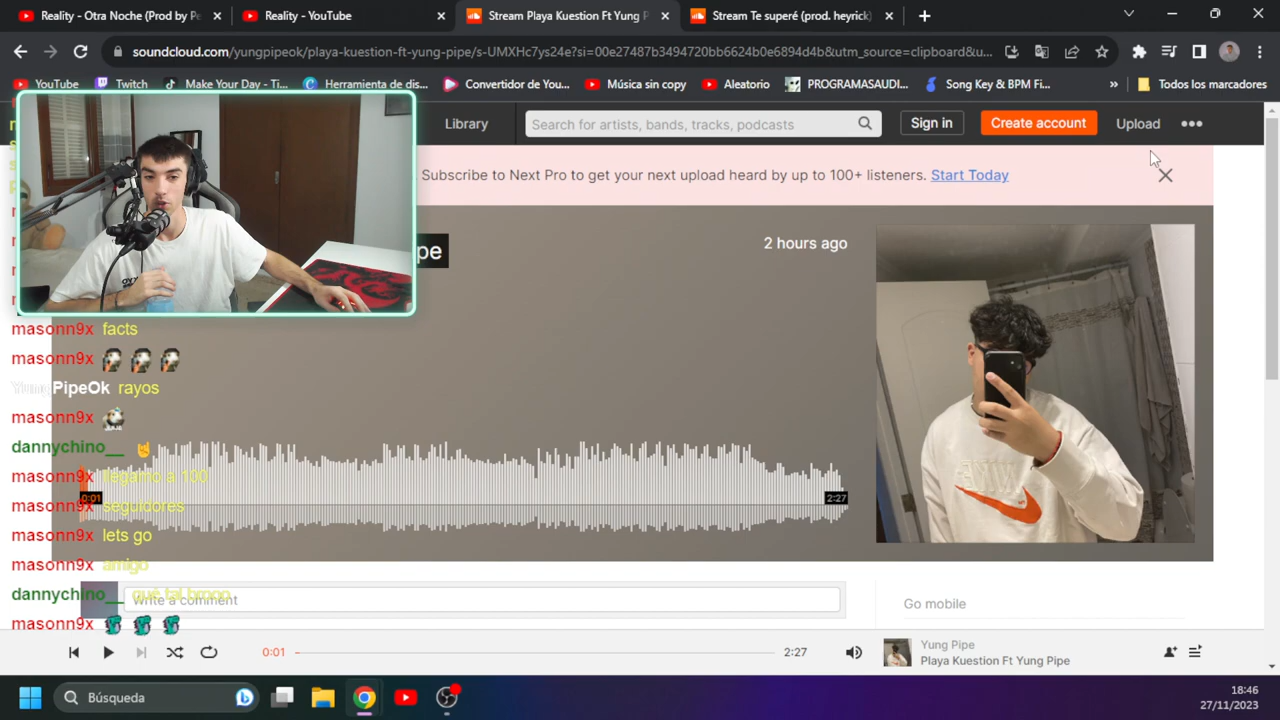 Reality - Otra Noche (Prod by Pe
Reality - YouTube
Stream Playa Kuestion Ft Yung P
Stream Te superé (prod. heyrick)
soundcloud.com/yungpipeok/playa-kuestion-ft-yung-pipe/s-UMXHc7ys24e?si=00e27487b3494720bb6624b0e6894d4b&utm_source=clipboard&u...
YouTube
Twitch
Make Your Day - Ti...
Herramienta de dis...
Convertidor de You...
Música sin copy
Aleatorio
PROGRAMASAUDI...
Song Key & BPM Fi...
»
Todos los marcadores
Library
Search for artists, bands, tracks, podcasts
Sign in
Create account
Upload
Subscribe to Next Pro to get your next upload heard by up to 100+ listeners. Start Today
pe
2 hours ago
masonn9x facts
masonn9x
YungPipeOk rayos
masonn9x
dannychino__
masonn9x llegamo a 100
masonn9x seguidores
masonn9x lets go
masonn9x amigo
dannychino__ qué tal brooo
masonn9x
0:01
2:27
Write a comment
Go mobile
0:01
2:27
Yung Pipe
Playa Kuestion Ft Yung Pipe
Búsqueda
18:46
27/11/2023